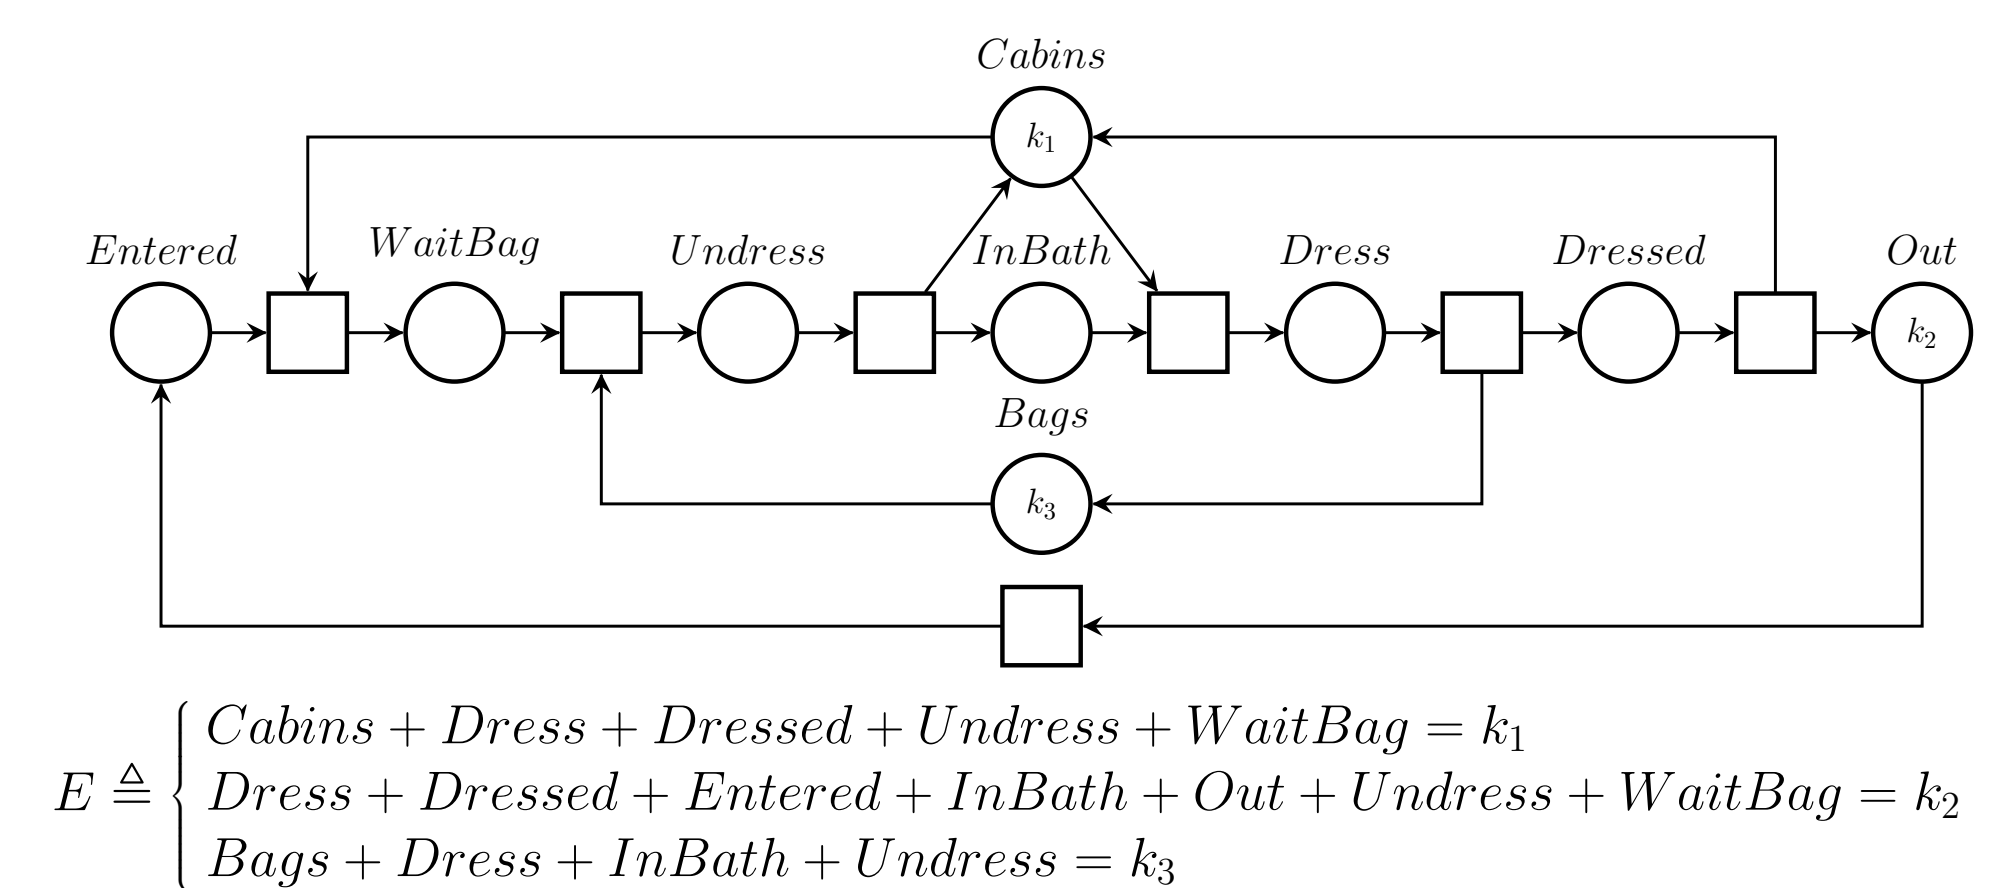 Cabins
k₁
Entered WaitBag Undress InBath Dress Dressed Out
k₂
Bags
k₃
E ≜ { Cabins + Dress + Dressed + Undress + WaitBag = k₁
Dress + Dressed + Entered + InBath + Out + Undress + WaitBag = k₂
Bags + Dress + InBath + Undress = k₃